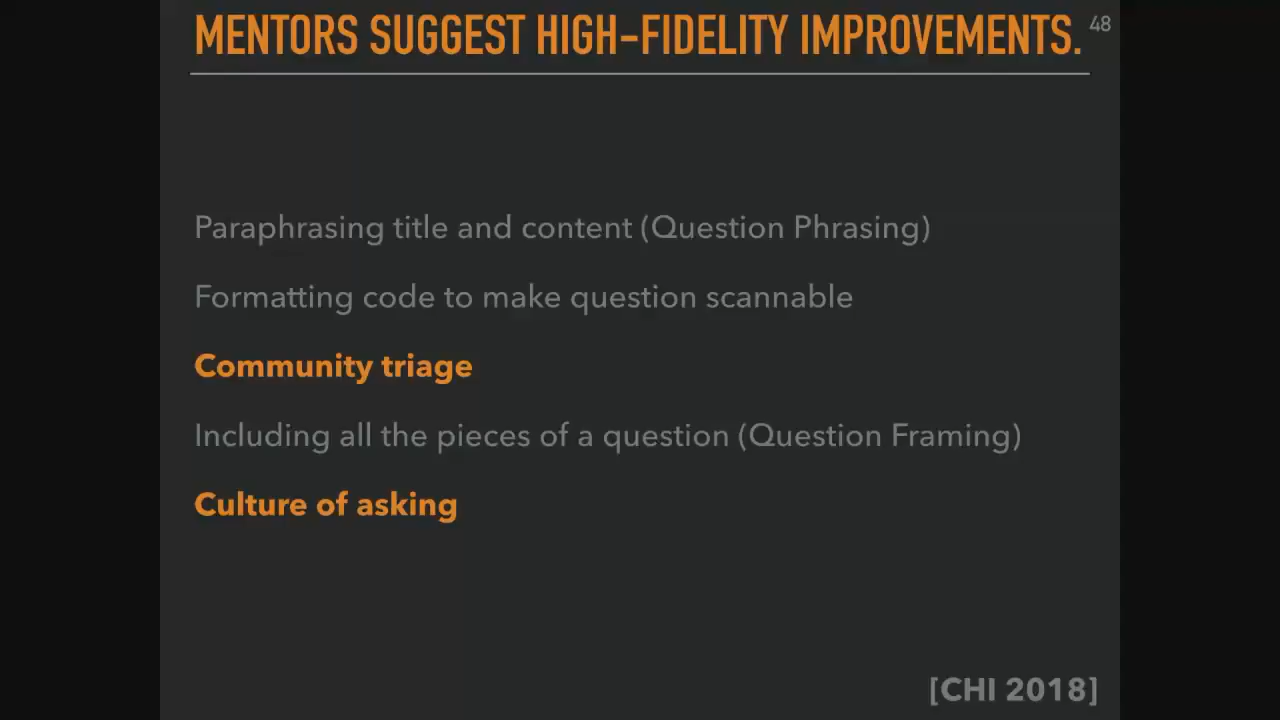 MENTORS SUGGEST HIGH-FIDELITY IMPROVEMENTS. 48
Paraphrasing title and content (Question Phrasing)
Formatting code to make question scannable
Community triage
Including all the pieces of a question (Question Framing)
Culture of asking
[CHI 2018]